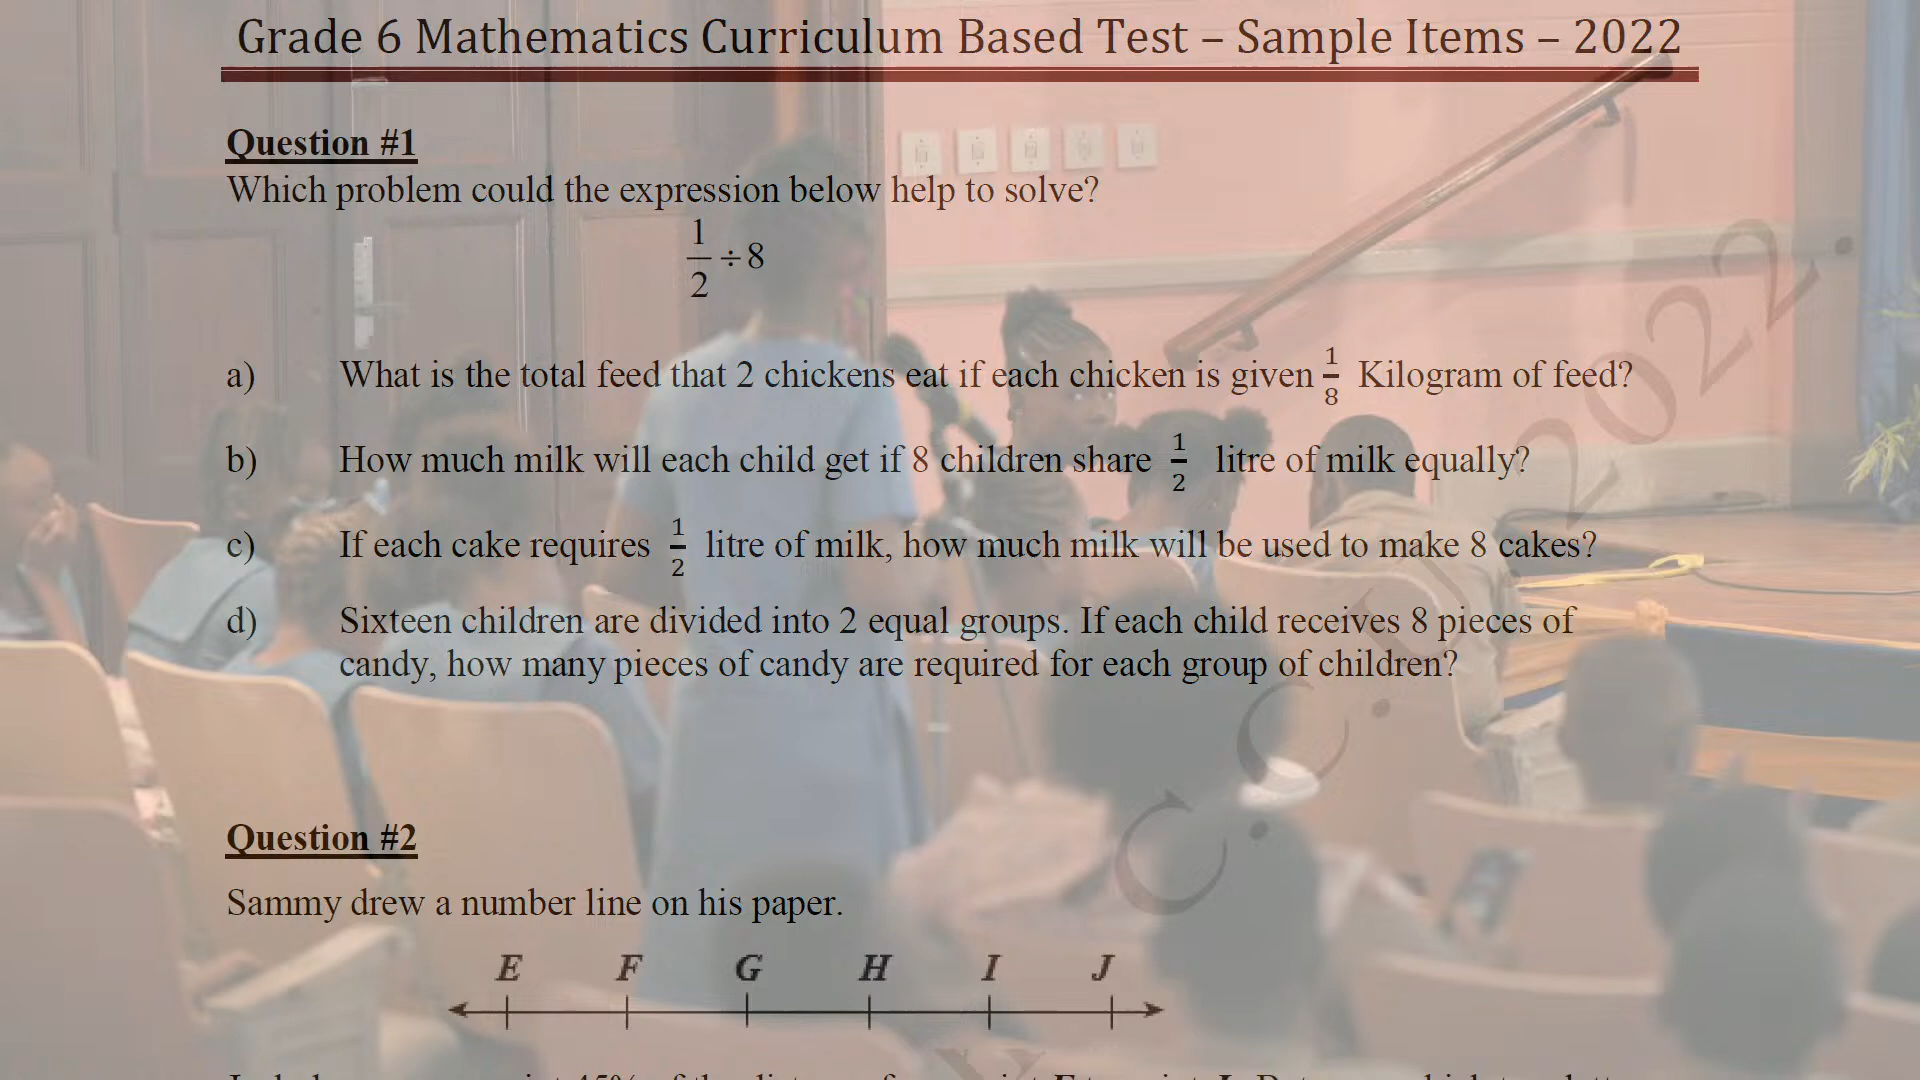 Grade 6 Mathematics Curriculum Based Test – Sample Items – 2022
Question #1
Which problem could the expression below help to solve?
1/2 ÷ 8
a) What is the total feed that 2 chickens eat if each chicken is given 1/8 Kilogram of feed?
b) How much milk will each child get if 8 children share 1/2 litre of milk equally?
c) If each cake requires 1/2 litre of milk, how much milk will be used to make 8 cakes?
d) Sixteen children are divided into 2 equal groups. If each child receives 8 pieces of
candy, how many pieces of candy are required for each group of children?
Question #2
Sammy drew a number line on his paper.
E F G H I J
C.C.U. 2022.